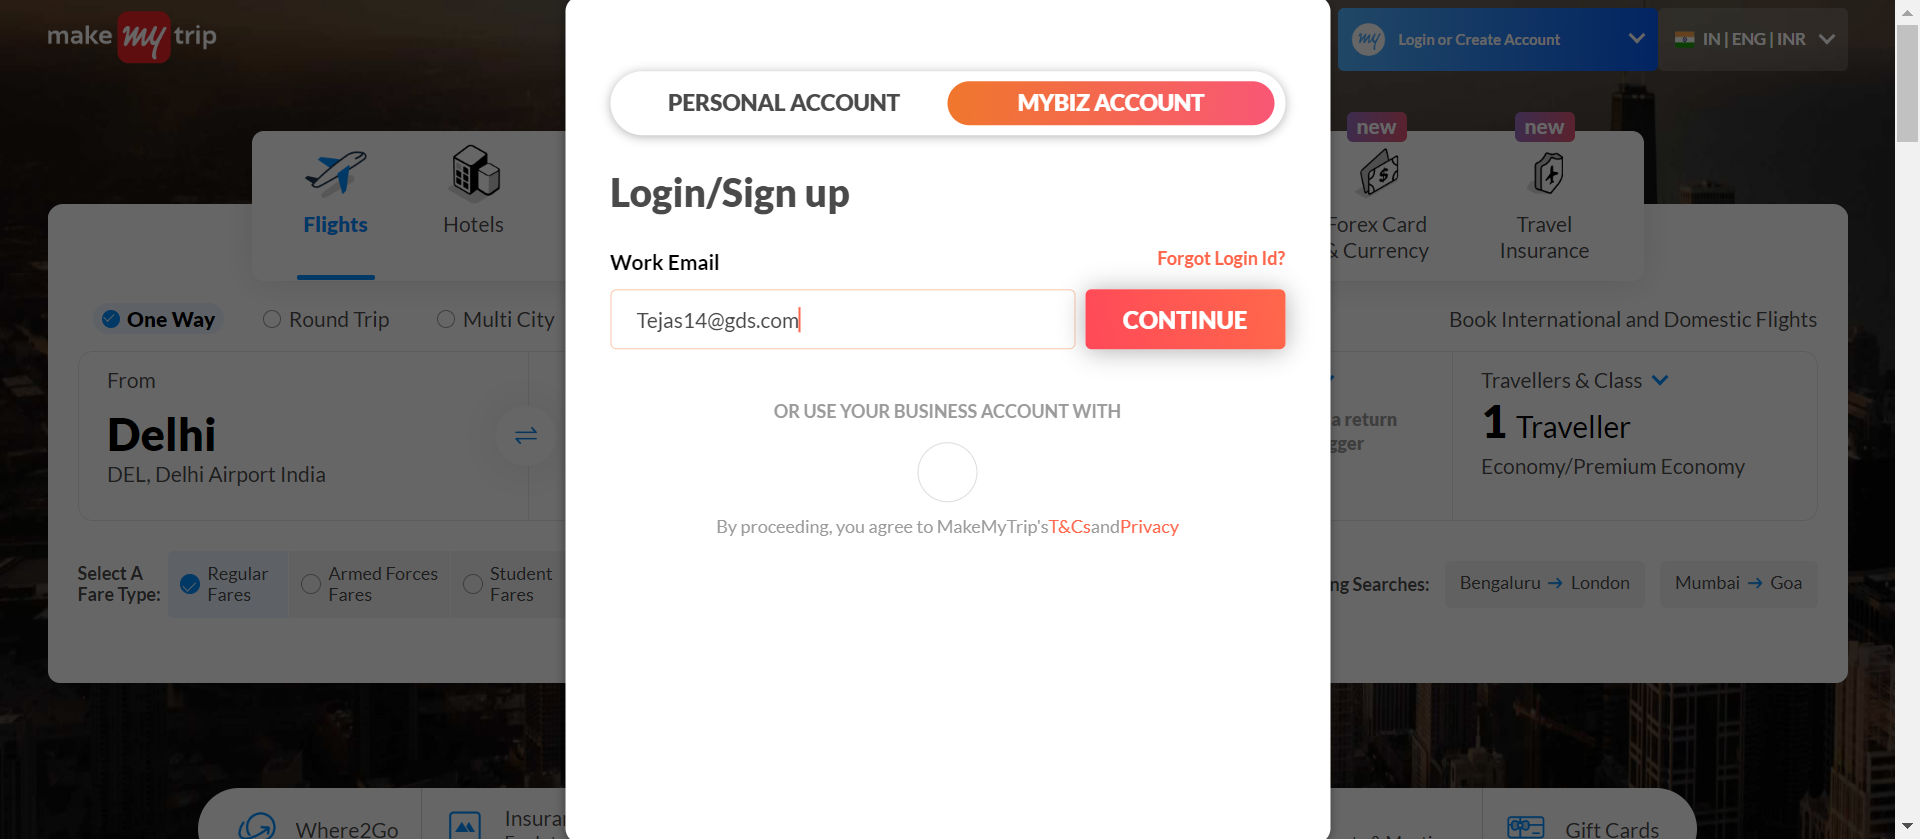 make my trip
Login or Create Account
IN | ENG | INR
PERSONAL ACCOUNT
MYBIZ ACCOUNT
new
new
Flights
Hotels
Forex Card
& Currency
Travel
Insurance
Login/Sign up
Work Email
Forgot Login Id?
Tejas14@gds.com
CONTINUE
One Way
Round Trip
Multi City
Book International and Domestic Flights
From
Delhi
DEL, Delhi Airport India
OR USE YOUR BUSINESS ACCOUNT WITH
a return
gger
Travellers & Class
1 Traveller
Economy/Premium Economy
By proceeding, you agree to MakeMyTrip'sT&CsandPrivacy
Select A
Fare Type:
Regular
Fares
Armed Forces
Fares
Student
Fares
ng Searches:
Bengaluru → London
Mumbai → Goa
Where2Go
Insura
Gift Cards